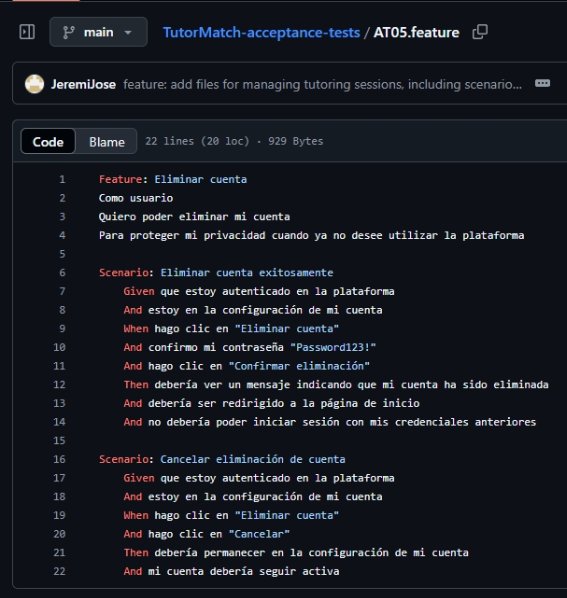 main
TutorMatch-acceptance-tests / AT05.feature
JeremiJose feature: add files for managing tutoring sessions, including scenario...
Code Blame 22 lines (20 loc) · 929 Bytes
1 Feature: Eliminar cuenta
2 Como usuario
3 Quiero poder eliminar mi cuenta
4 Para proteger mi privacidad cuando ya no desee utilizar la plataforma
5
6 Scenario: Eliminar cuenta exitosamente
7 Given que estoy autenticado en la plataforma
8 And estoy en la configuración de mi cuenta
9 When hago clic en "Eliminar cuenta"
10 And confirmo mi contraseña "Password123!"
11 And hago clic en "Confirmar eliminación"
12 Then debería ver un mensaje indicando que mi cuenta ha sido eliminada
13 And debería ser redirigido a la página de inicio
14 And no debería poder iniciar sesión con mis credenciales anteriores
15
16 Scenario: Cancelar eliminación de cuenta
17 Given que estoy autenticado en la plataforma
18 And estoy en la configuración de mi cuenta
19 When hago clic en "Eliminar cuenta"
20 And hago clic en "Cancelar"
21 Then debería permanecer en la configuración de mi cuenta
22 And mi cuenta debería seguir activa